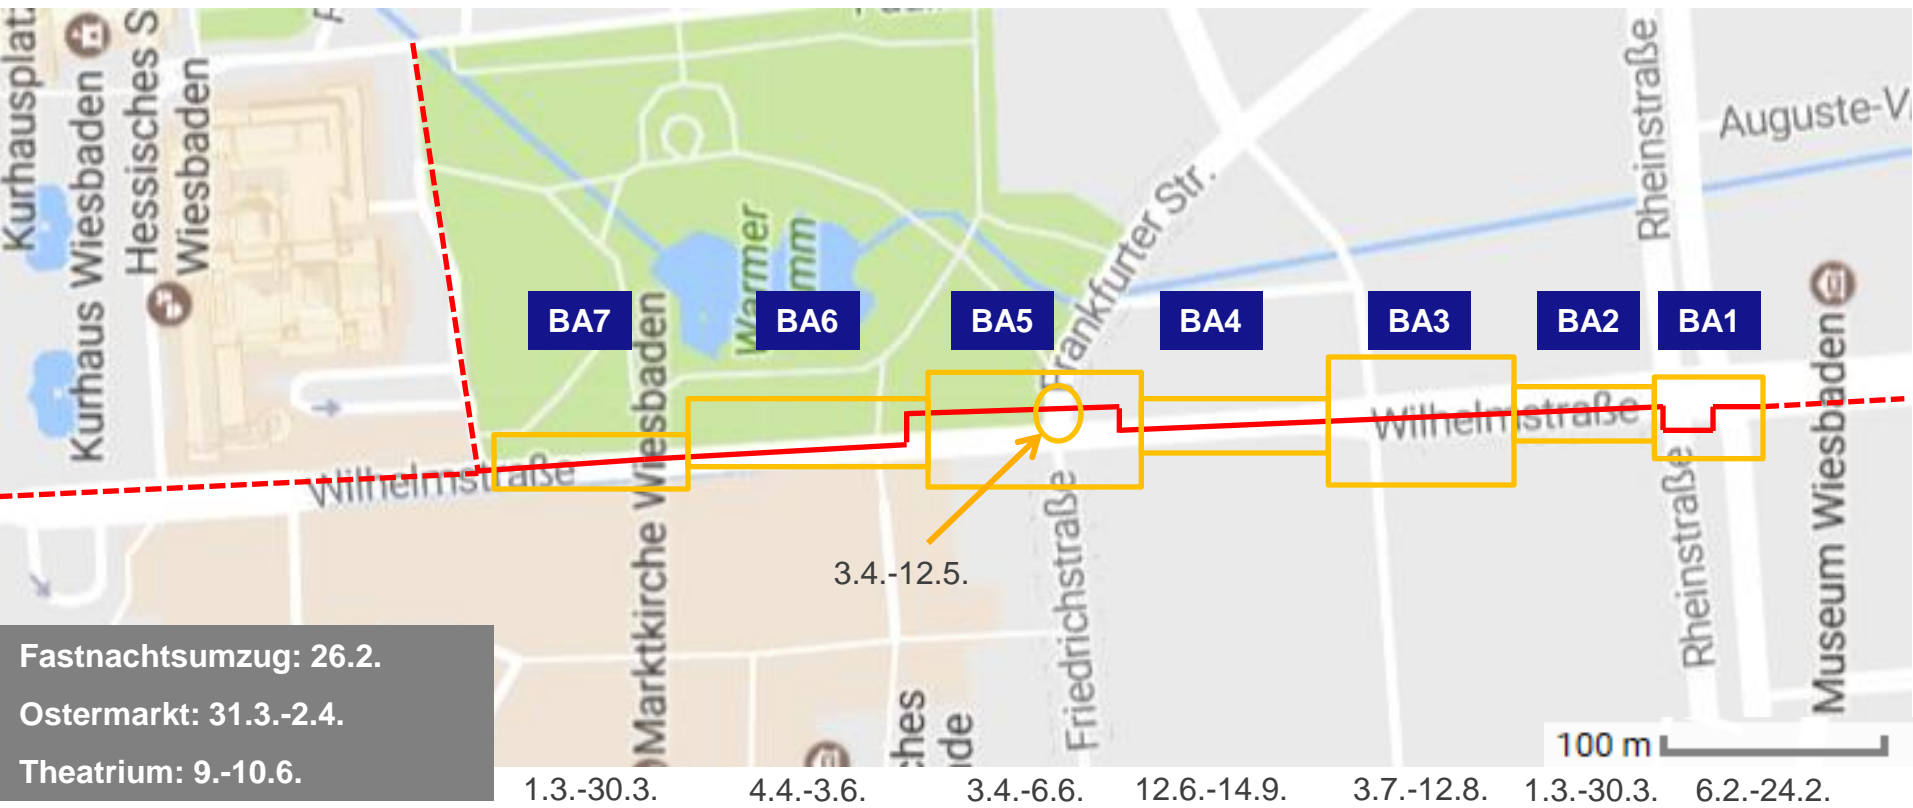 Kurhausplatz
Kurhaus Wiesbaden
Hessisches S
Wiesbaden
Warmer
mm
Frankfurter Str.
Rheinstraße
Auguste-V
BA7
BA6
BA5
BA4
BA3
BA2
BA1
Wilhelmstraße
Wilhelmstraße
Marktkirche Wiesbaden
Friedrichstraße
Rheinstraße
Museum Wiesbaden
ches
de
3.4.-12.5.
Fastnachtsumzug: 26.2.
Ostermarkt: 31.3.-2.4.
Theatrium: 9.-10.6.
100 m
1.3.-30.3.
4.4.-3.6.
3.4.-6.6.
12.6.-14.9.
3.7.-12.8.
1.3.-30.3.
6.2.-24.2.